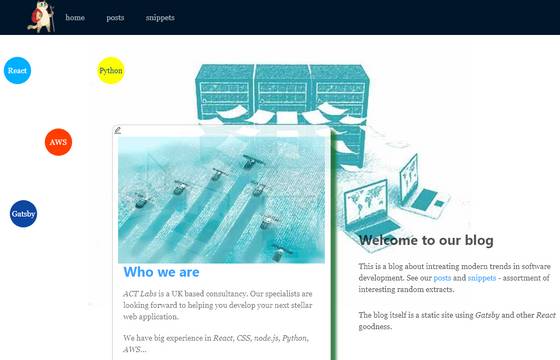 home posts snippets
React
Python
AWS
Gatsby
Who we are
ACT Labs is a UK based consultancy. Our specialists are
looking forward to helping you develop your next stellar
web application.
We have big experience in React, CSS, node.js, Python,
AWS...
Welcome to our blog
This is a blog about intreating modern trends in software
development. See our posts and snippets - assortment of
interesting random extracts.
The blog itself is a static site using Gatsby and other React
goodness.